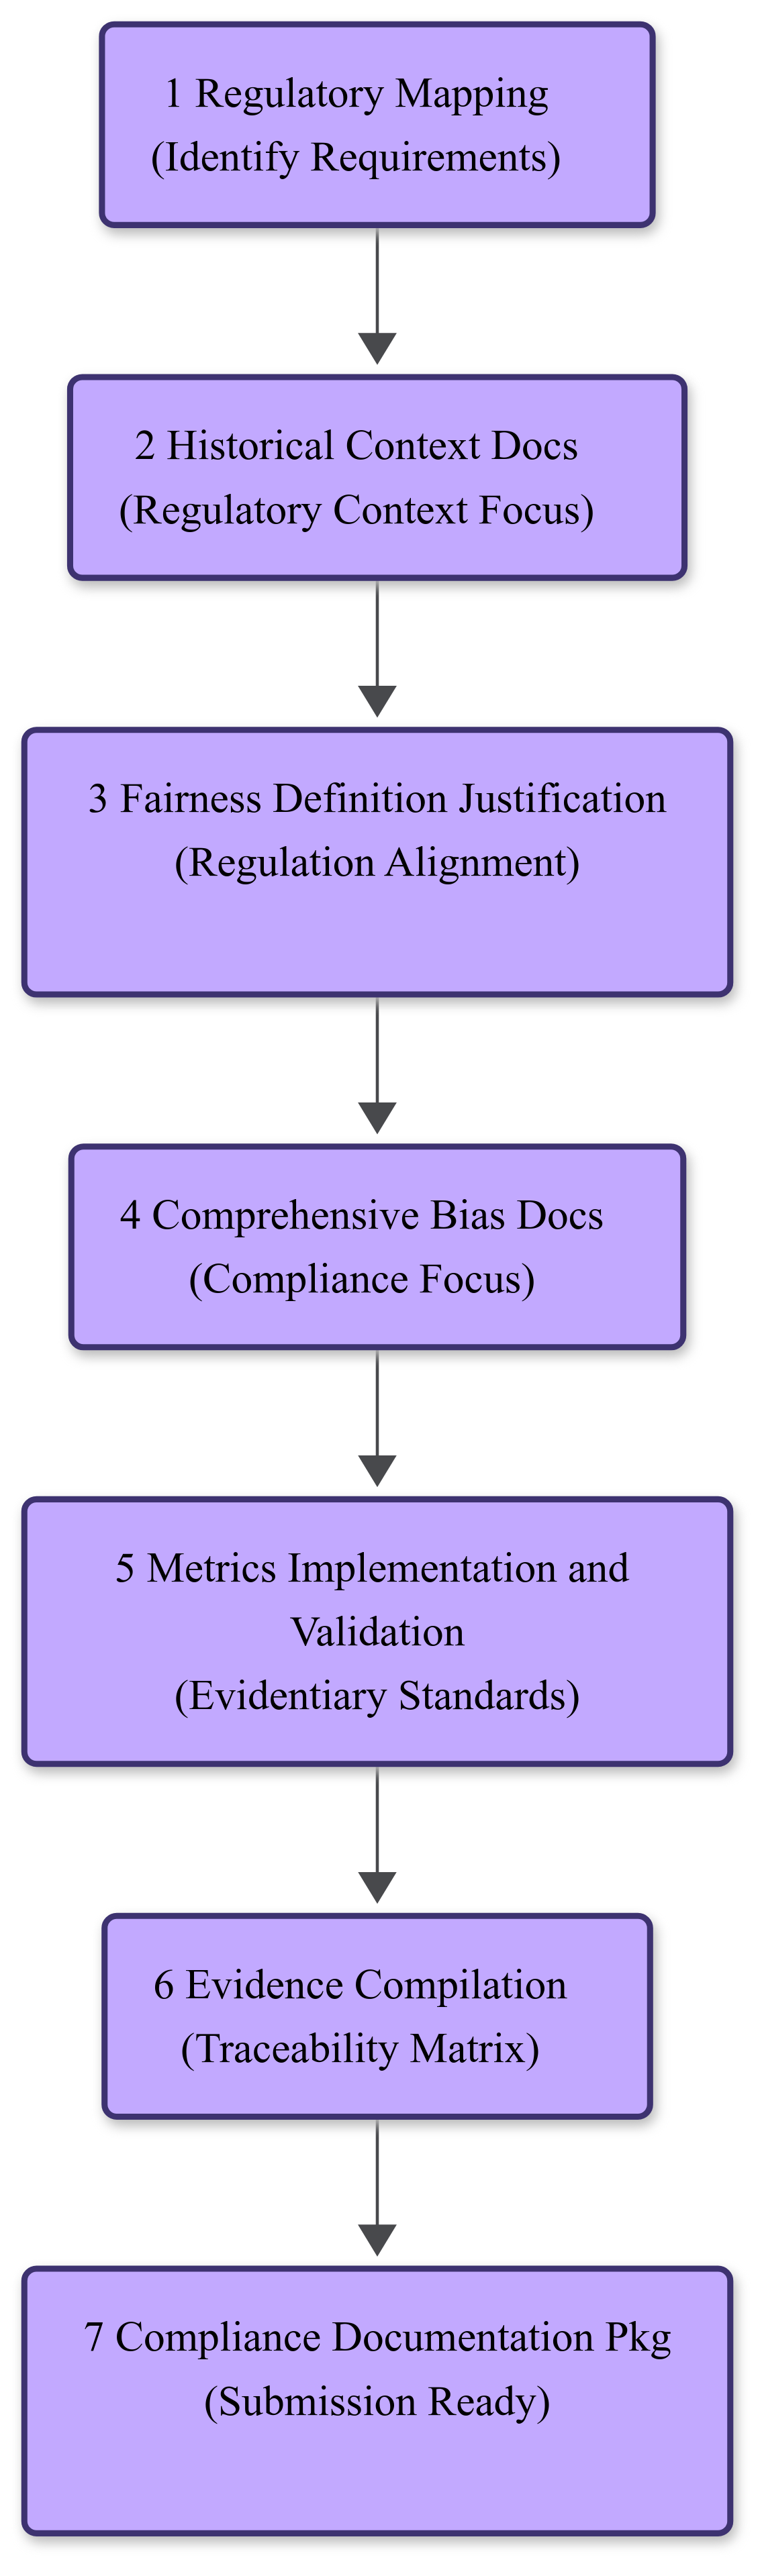 1 Regulatory Mapping
(Identify Requirements)
2 Historical Context Docs
(Regulatory Context Focus)
3 Fairness Definition Justification
(Regulation Alignment)
4 Comprehensive Bias Docs
(Compliance Focus)
5 Metrics Implementation and
Validation
(Evidentiary Standards)
6 Evidence Compilation
(Traceability Matrix)
7 Compliance Documentation Pkg
(Submission Ready)